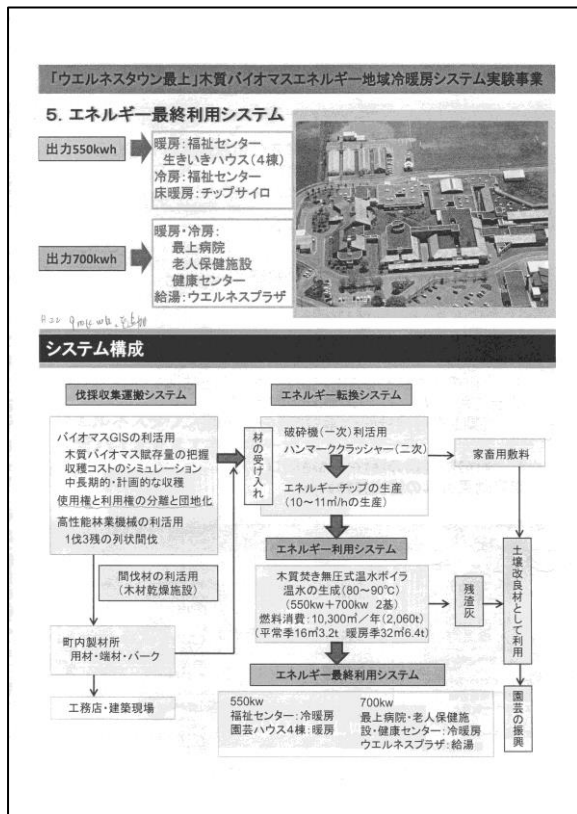 「ウエルネスタウン最上」木質バイオマスエネルギー地域冷暖房システム実験事業
5. エネルギー最終利用システム
出力550kwh
暖房:福祉センター
生きいきハウス(4棟)
冷房:福祉センター
床暖房:チップサイロ
出力700kwh
暖房・冷房:
最上病院
老人保健施設
健康センター
給湯:ウエルネスプラザ
システム構成
伐採収集運搬システム
バイオマスGISの利活用
木質バイオマス賦存量の把握
収穫コストのシミュレーション
中長期的・計画的な収穫
使用権と利用権の分離と団地化
高性能林業機械の利活用
1伐3残の列状間伐
間伐材の利活用
(木材乾燥施設)
町内製材所
用材・端材・バーク
工務店・建築現場
材の受け入れ
エネルギー転換システム
破砕機(一次)利活用
ハンマークラッシャー(二次)
エネルギーチップの生産
(10~11㎥/hの生産)
エネルギー利用システム
木質焚き無圧式温水ボイラ
温水の生成(80~90℃)
(550kw+700kw 2基)
燃料消費:10,300㎥/年(2,060t)
(平常季16㎥3.2t 暖房季32㎥6.4t)
エネルギー最終利用システム
550kw
福祉センター:冷暖房
園芸ハウス4棟:暖房
700kw
最上病院・老人保健施
設・健康センター:冷暖房
ウエルネスプラザ:給湯
家畜用敷料
残渣灰
土壌改良材として利用
園芸の振興